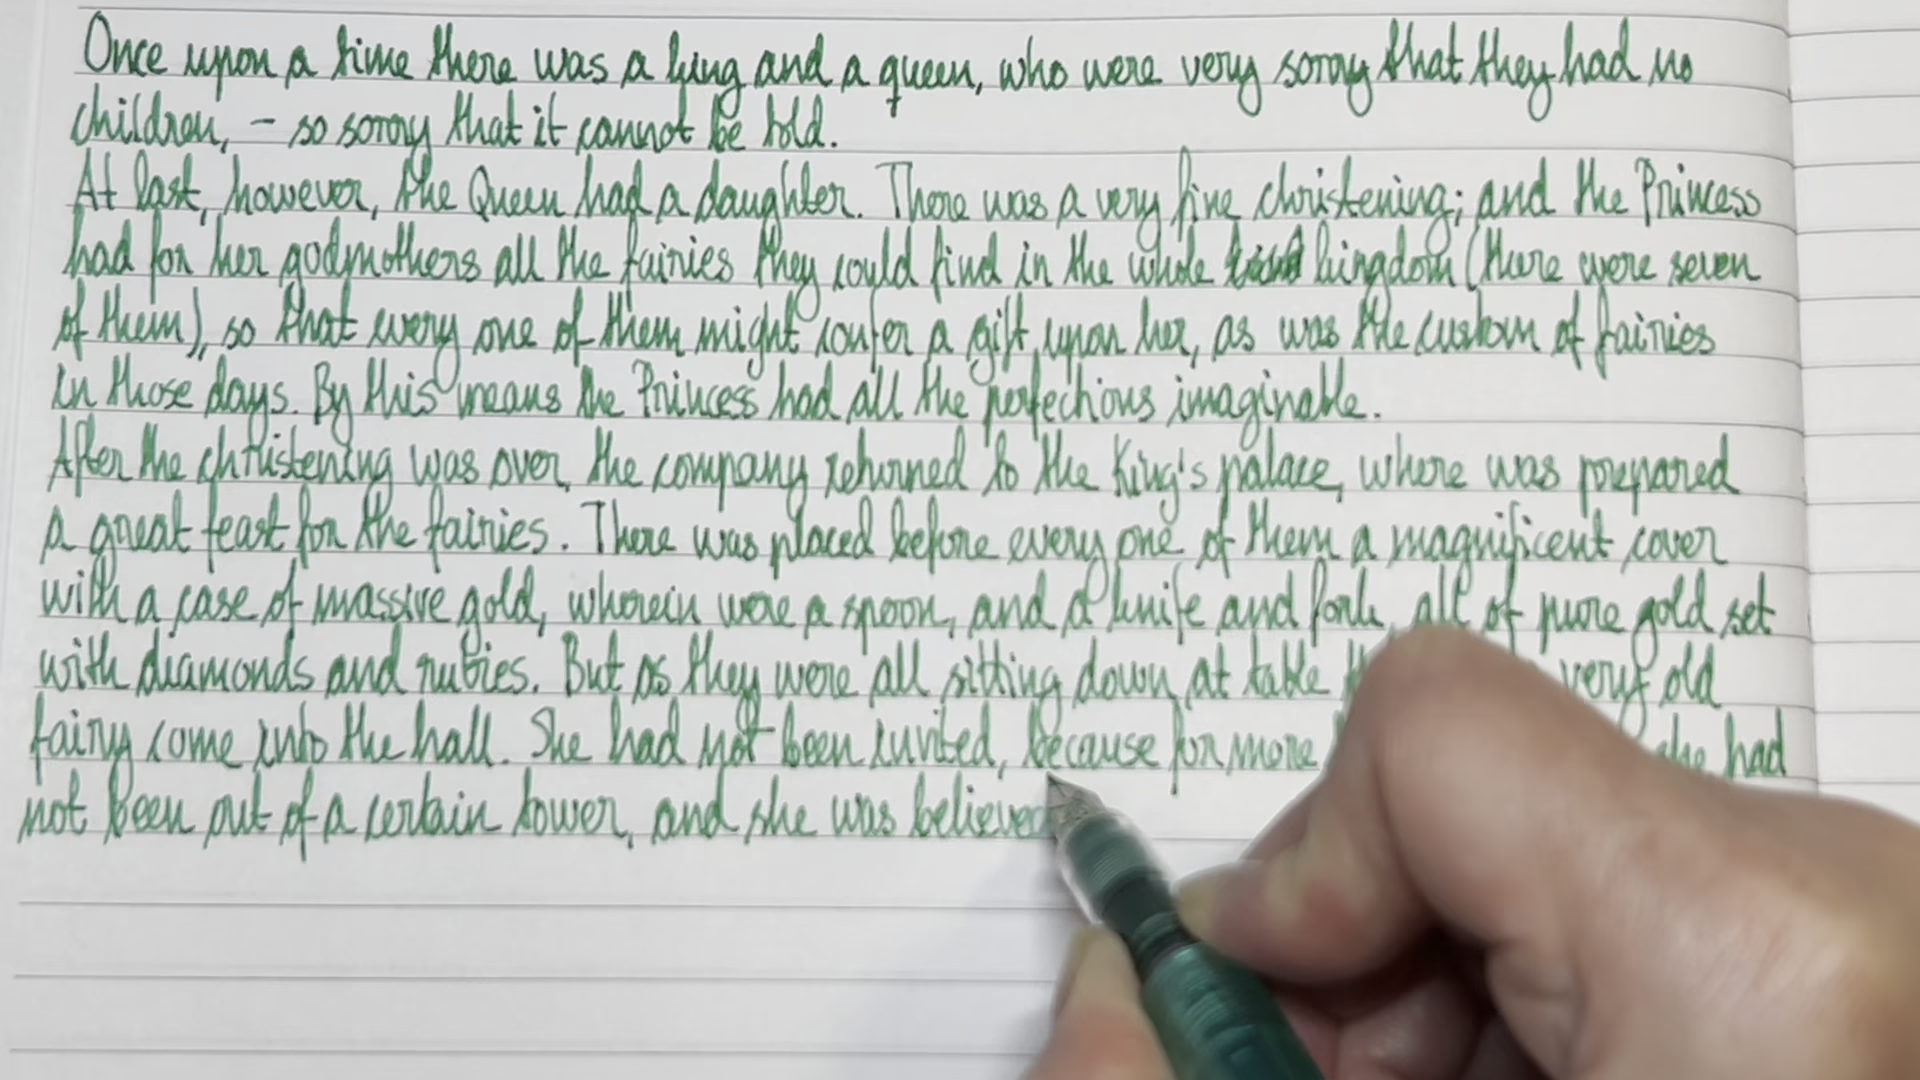 Once upon a time there was a king and a queen, who were very sorry that they had no
children, – so sorry that it cannot be told.
At last, however, the Queen had a daughter. There was a very fine christening; and the Princess
had for her godmothers all the fairies they could find in the whole kingdom (there were seven
of them), so that every one of them might confer a gift upon her, as was the custom of fairies
in those days. By this means the Princess had all the perfections imaginable.
After the christening was over, the company returned to the King's palace, where was prepared
a great feast for the fairies. There was placed before every one of them a magnificent cover
with a case of massive gold, wherein were a spoon, and a knife and fork, all of pure gold set
with diamonds and rubies. But as they were all sitting down at table very old
fairy come into the hall. She had not been invited, because for more she had
not been out of a certain tower, and she was believed